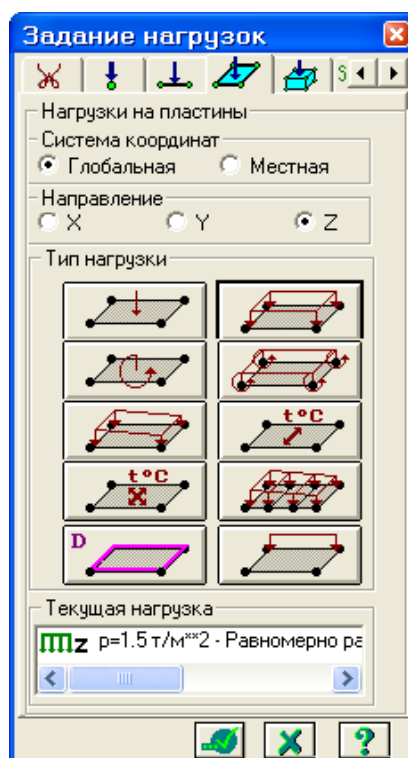 Задание нагрузок
S
Нагрузки на пластины
Система координат
Глобальная Местная
Направление
X Y Z
Тип нагрузки
t°C
t°C
D
Текущая нагрузка
z p=1.5 т/м**2 - Равномерно ра